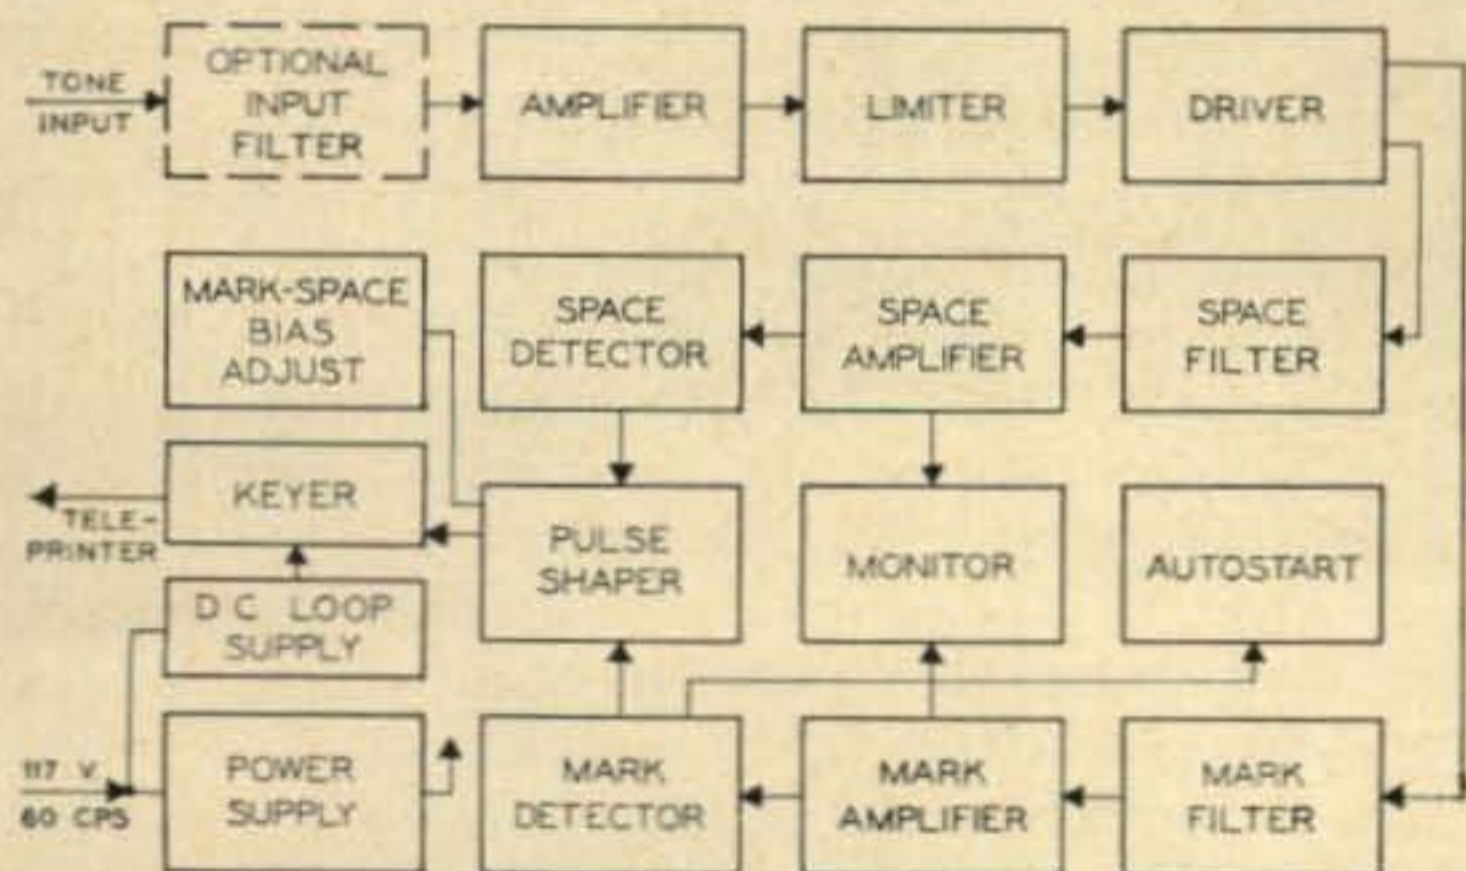 TONE
INPUT
OPTIONAL
INPUT
FILTER
AMPLIFIER
LIMITER
DRIVER
MARK-SPACE
BIAS
ADJUST
SPACE
DETECTOR
SPACE
AMPLIFIER
SPACE
FILTER
KEYER
TELE-
PRINTER
PULSE
SHAPER
MONITOR
AUTOSTART
D C LOOP
SUPPLY
117 V.
60 CPS
POWER
SUPPLY
MARK
DETECTOR
MARK
AMPLIFIER
MARK
FILTER